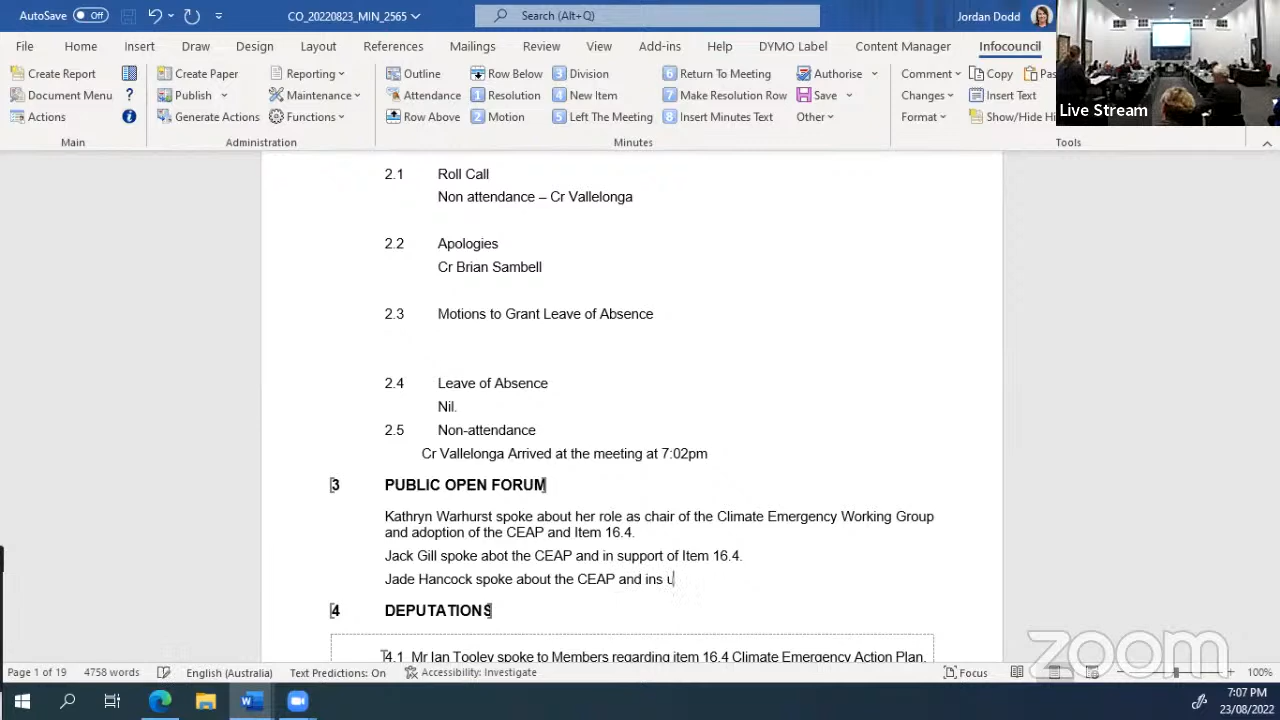 AutoSave Off CO_20220823_MIN_2565 Search (Alt+Q) Jordan Dodd
File Home Insert Draw Design Layout References Mailings Review View Add-ins Help DYMO Label Content Manager Infocouncil
Create Report Create Paper Reporting Outline Row Below 3 Division 6 Return To Meeting Authorise Comment Copy Pas
Document Menu ? Publish Maintenance Attendance 1 Resolution 4 New Item 7 Make Resolution Row Save Changes Insert Text
Actions Generate Actions Functions Row Above 2 Motion 5 Left The Meeting 8 Insert Minutes Text Other Format Show/Hide Hi
Main Administration Minutes Tools
Live Stream
2.1 Roll Call
Non attendance – Cr Vallelonga
2.2 Apologies
Cr Brian Sambell
2.3 Motions to Grant Leave of Absence
2.4 Leave of Absence
Nil.
2.5 Non-attendance
Cr Vallelonga Arrived at the meeting at 7:02pm
3 PUBLIC OPEN FORUM
Kathryn Warhurst spoke about her role as chair of the Climate Emergency Working Group
and adoption of the CEAP and Item 16.4.
Jack Gill spoke abot the CEAP and in support of Item 16.4.
Jade Hancock spoke about the CEAP and ins u
4 DEPUTATIONS
4.1 Mr Ian Tooley spoke to Members regarding item 16.4 Climate Emergency Action Plan.
zoom
Page 1 of 19 4758 words English (Australia) Text Predictions: On Accessibility: Investigate Focus 100%
7:07 PM
23/08/2022